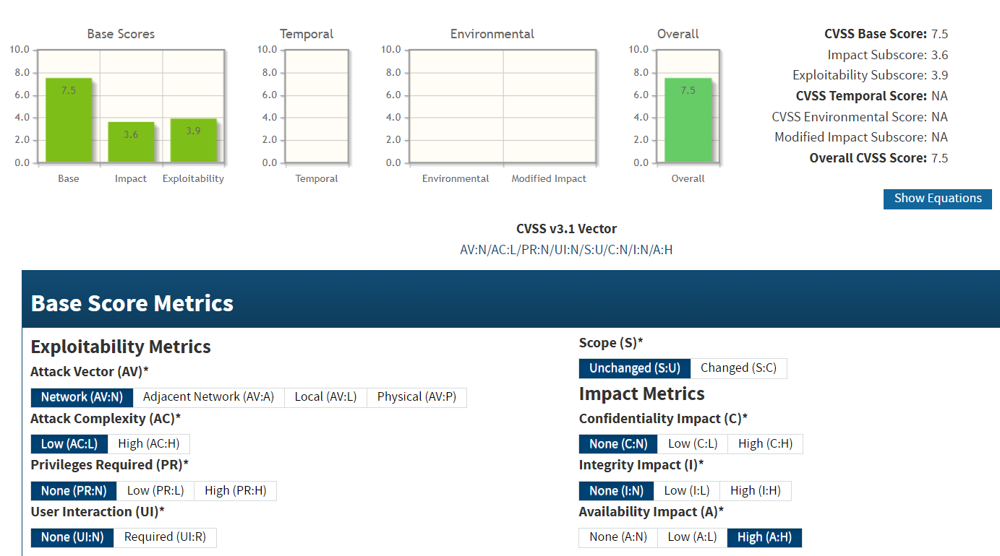 Base Scores
10.0
8.0
6.0
4.0
2.0
0.0
7.5
3.6
3.9
Base Impact Exploitability
Temporal
10.0
8.0
6.0
4.0
2.0
0.0
Temporal
Environmental
10.0
8.0
6.0
4.0
2.0
0.0
Environmental Modified Impact
Overall
10.0
8.0
6.0
4.0
2.0
0.0
7.5
Overall
CVSS Base Score: 7.5
Impact Subscore: 3.6
Exploitability Subscore: 3.9
CVSS Temporal Score: NA
CVSS Environmental Score: NA
Modified Impact Subscore: NA
Overall CVSS Score: 7.5
Show Equations
CVSS v3.1 Vector
AV:N/AC:L/PR:N/UI:N/S:U/C:N/I:N/A:H
Base Score Metrics
Exploitability Metrics
Attack Vector (AV)*
Network (AV:N) Adjacent Network (AV:A) Local (AV:L) Physical (AV:P)
Attack Complexity (AC)*
Low (AC:L) High (AC:H)
Privileges Required (PR)*
None (PR:N) Low (PR:L) High (PR:H)
User Interaction (UI)*
None (UI:N) Required (UI:R)
Scope (S)*
Unchanged (S:U) Changed (S:C)
Impact Metrics
Confidentiality Impact (C)*
None (C:N) Low (C:L) High (C:H)
Integrity Impact (I)*
None (I:N) Low (I:L) High (I:H)
Availability Impact (A)*
None (A:N) Low (A:L) High (A:H)